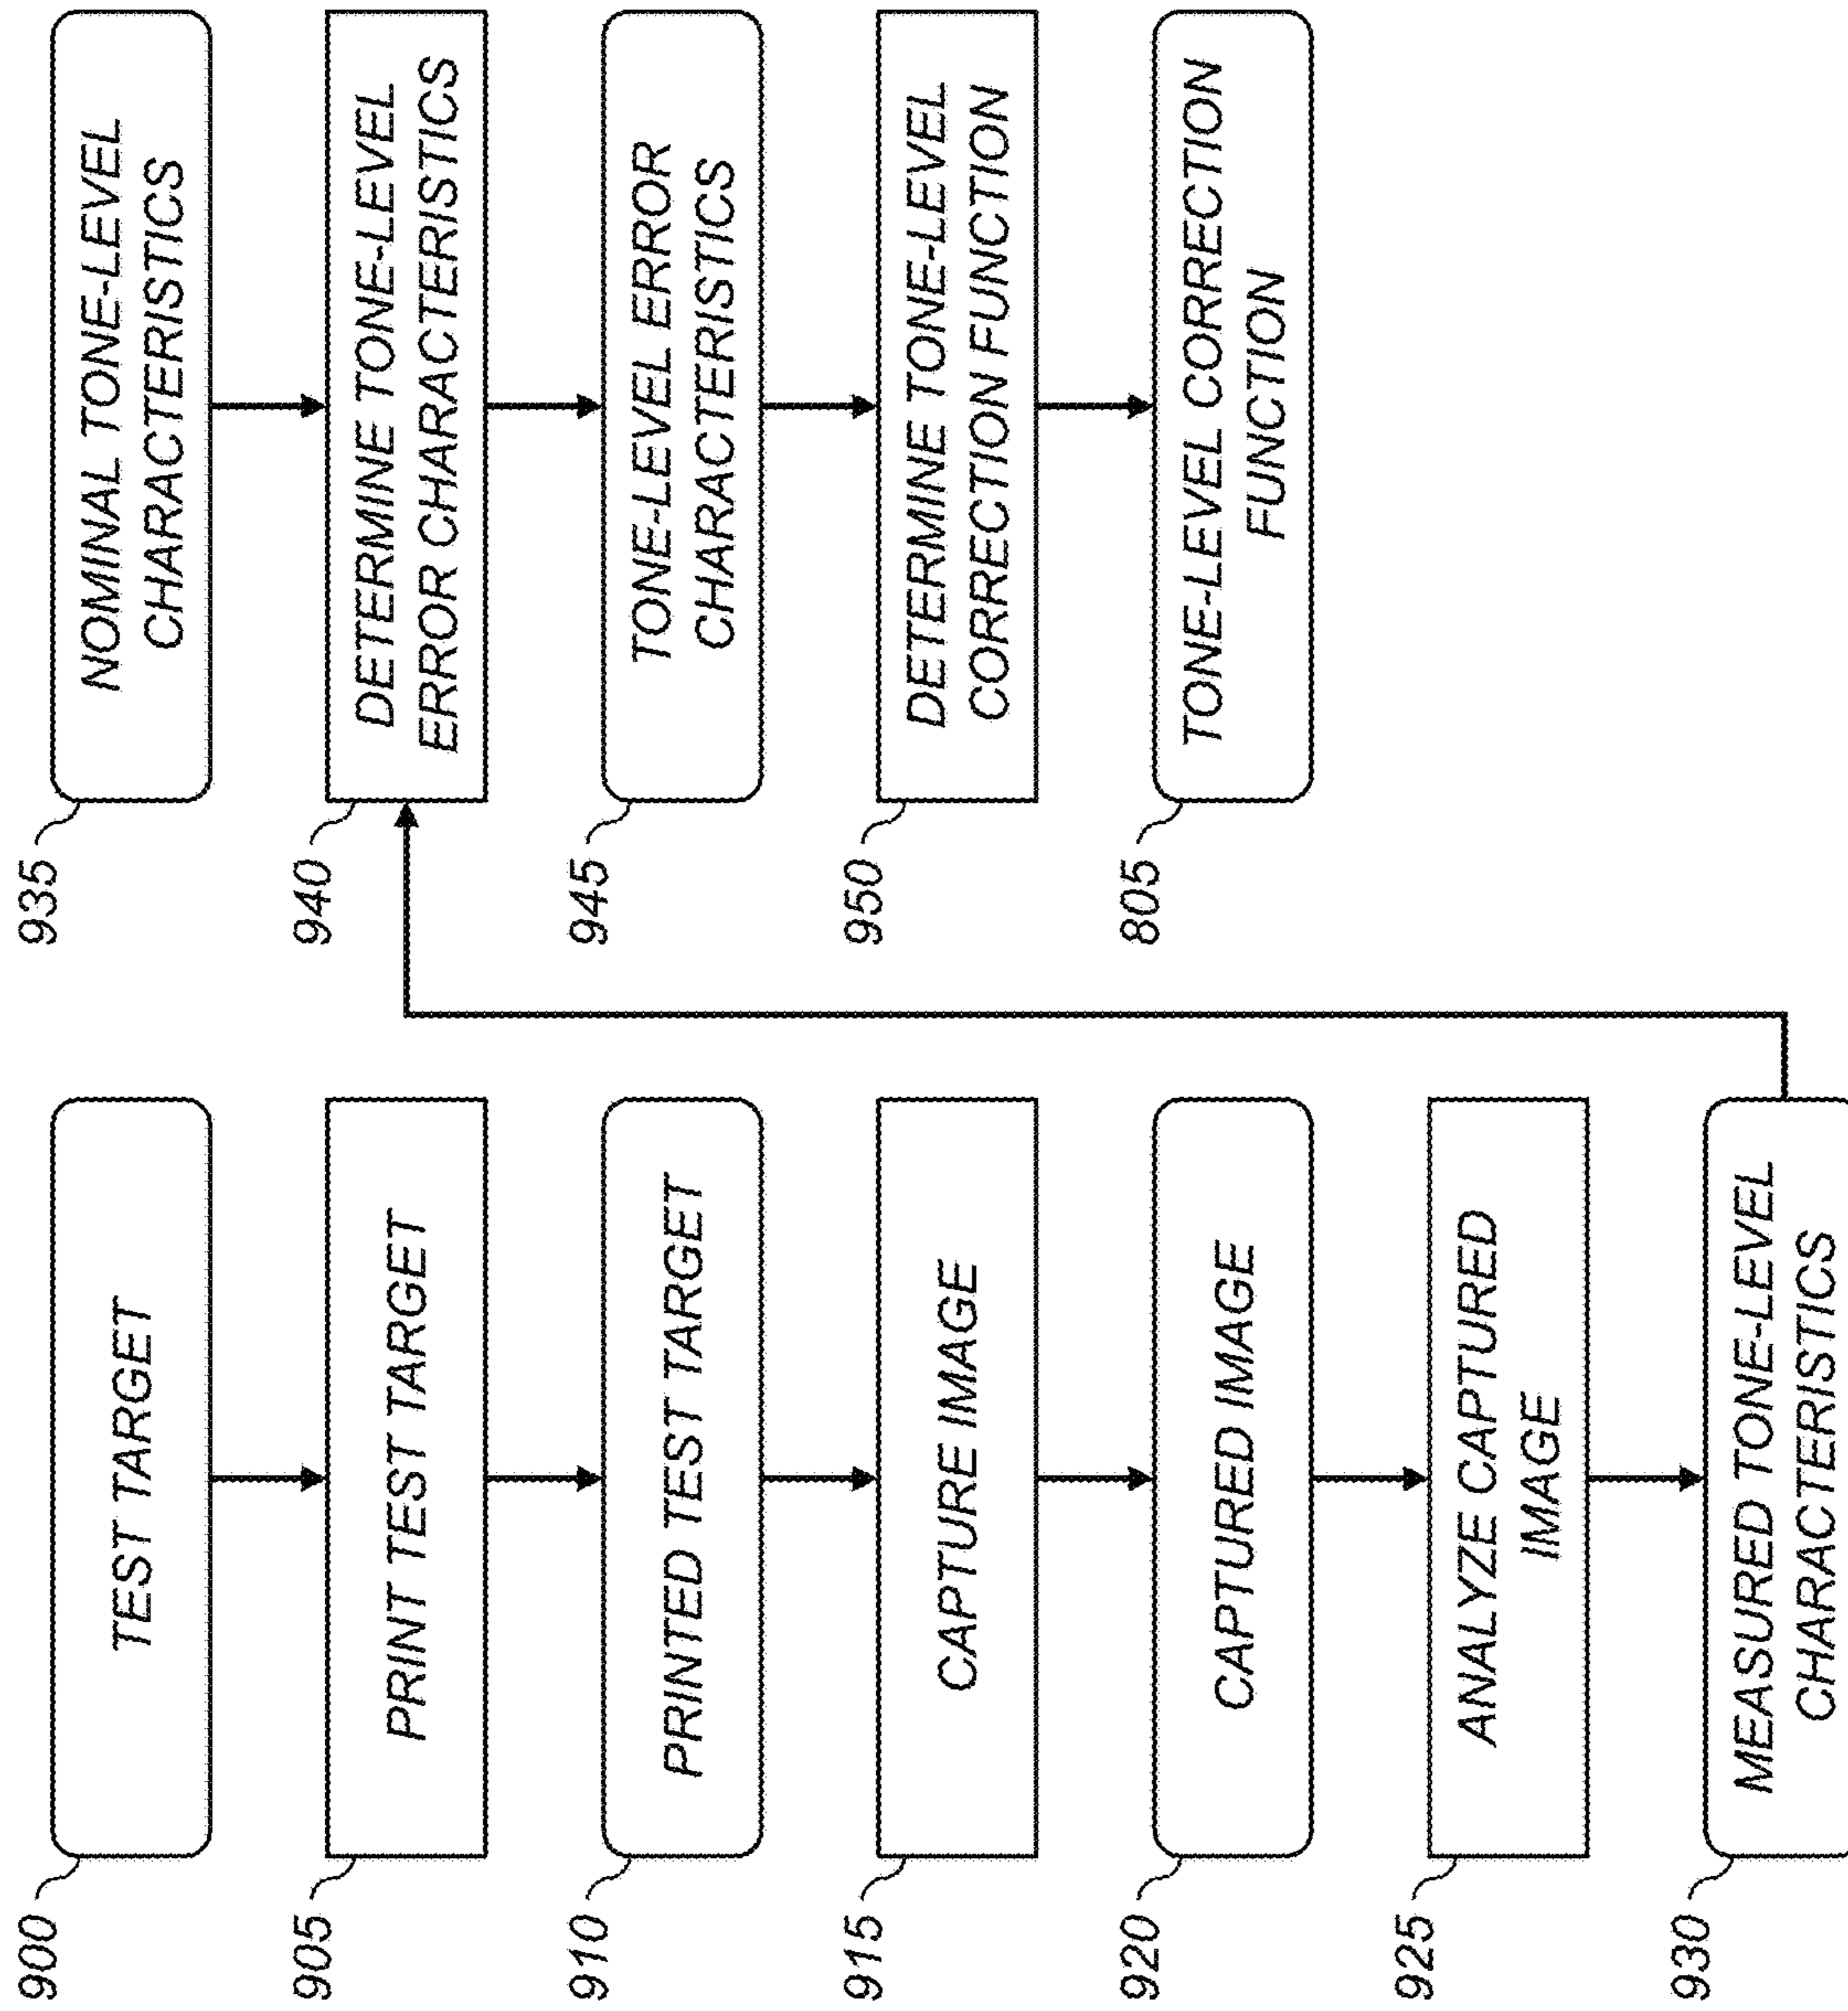 900
TEST TARGET
905
PRINT TEST TARGET
910
PRINTED TEST TARGET
915
CAPTURE IMAGE
920
CAPTURED IMAGE
925
ANALYZE CAPTURED
IMAGE
930
MEASURED TONE-LEVEL
CHARACTERISTICS
935
NOMINAL TONE-LEVEL
CHARACTERISTICS
940
DETERMINE TONE-LEVEL
ERROR CHARACTERISTICS
945
TONE-LEVEL ERROR
CHARACTERISTICS
950
DETERMINE TONE-LEVEL
CORRECTION FUNCTION
805
TONE-LEVEL CORRECTION
FUNCTION